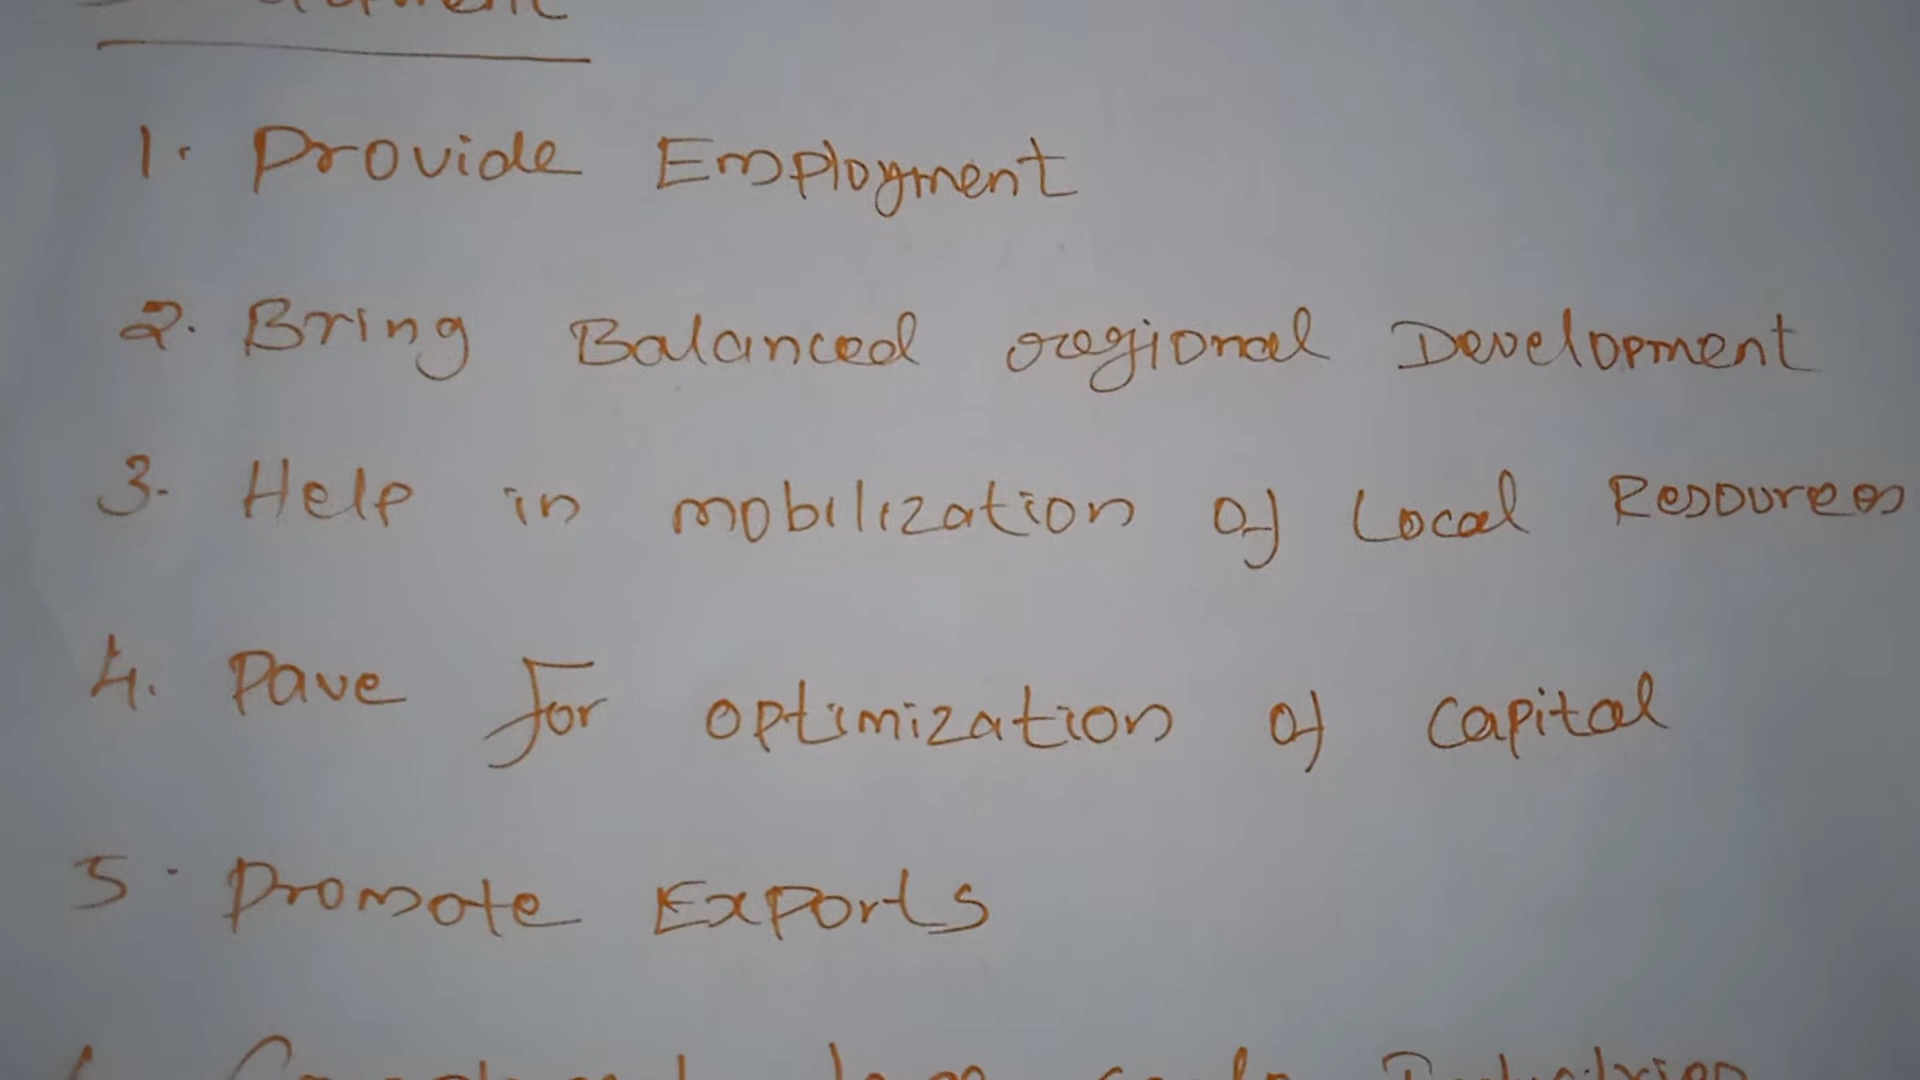 1. Provide Employment
2. Bring Balanced regional Development
3. Help in mobilization of Local Resources
4. Pave for optimization of capital
5. Promote Exports